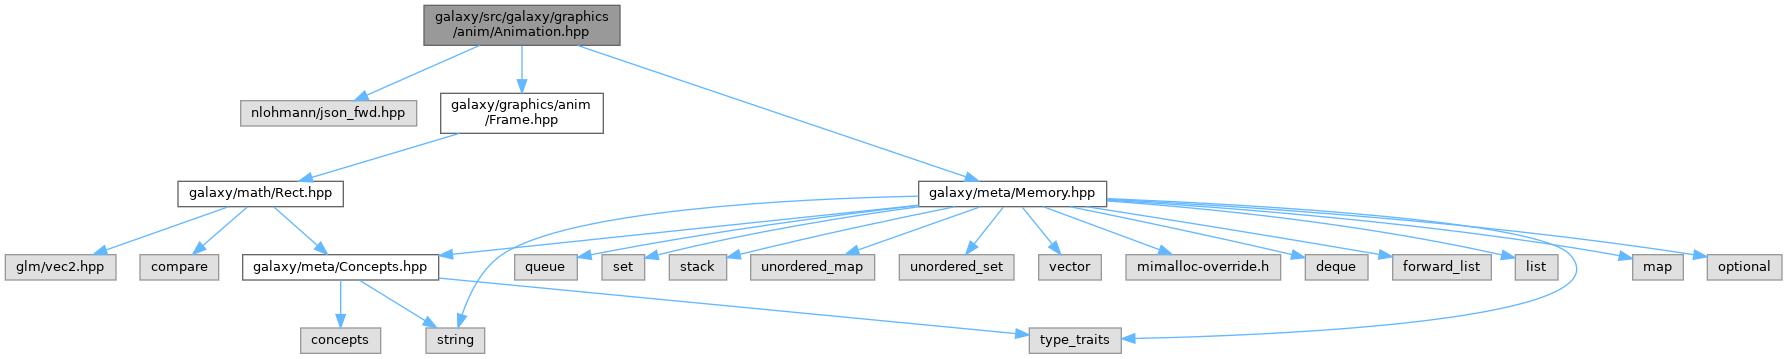 galaxy/src/galaxy/graphics
/anim/Animation.hpp
nlohmann/json_fwd.hpp
galaxy/graphics/anim
/Frame.hpp
galaxy/math/Rect.hpp
galaxy/meta/Memory.hpp
glm/vec2.hpp
compare
galaxy/meta/Concepts.hpp
queue
set
stack
unordered_map
unordered_set
vector
mimalloc-override.h
deque
forward_list
list
map
optional
concepts
string
type_traits